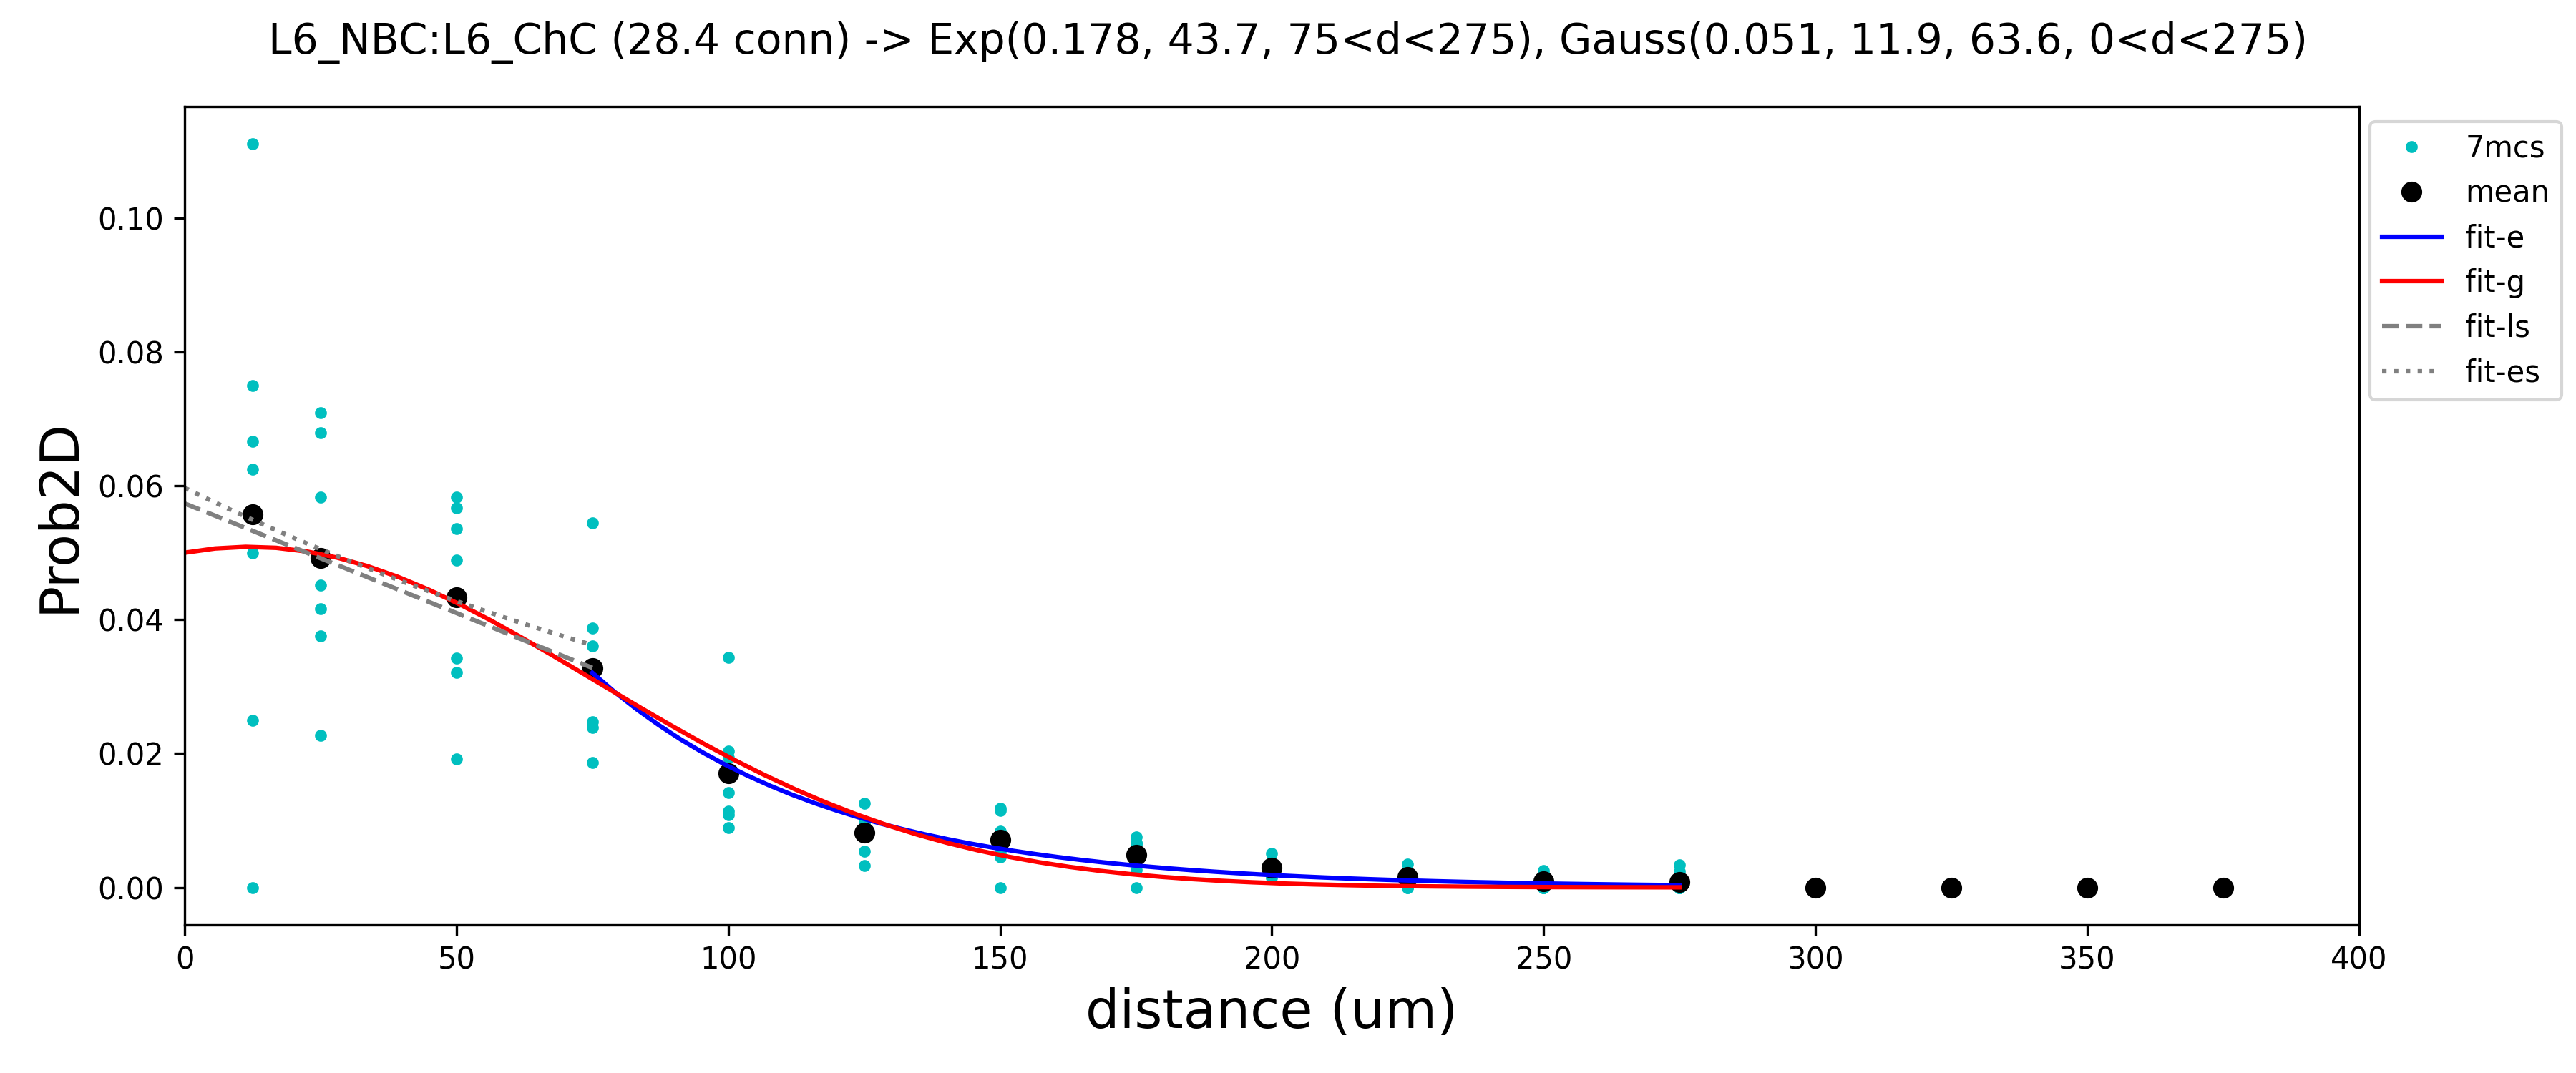 L6_NBC:L6_ChC (28.4 conn) -> Exp(0.178, 43.7, 75<d<275), Gauss(0.051, 11.9, 63.6, 0<d<275)
7mcs
mean
fit-e
fit-g
fit-ls
fit-es
Prob2D
0.10
0.08
0.06
0.04
0.02
0.00
0 50 100 150 200 250 300 350 400
distance (um)